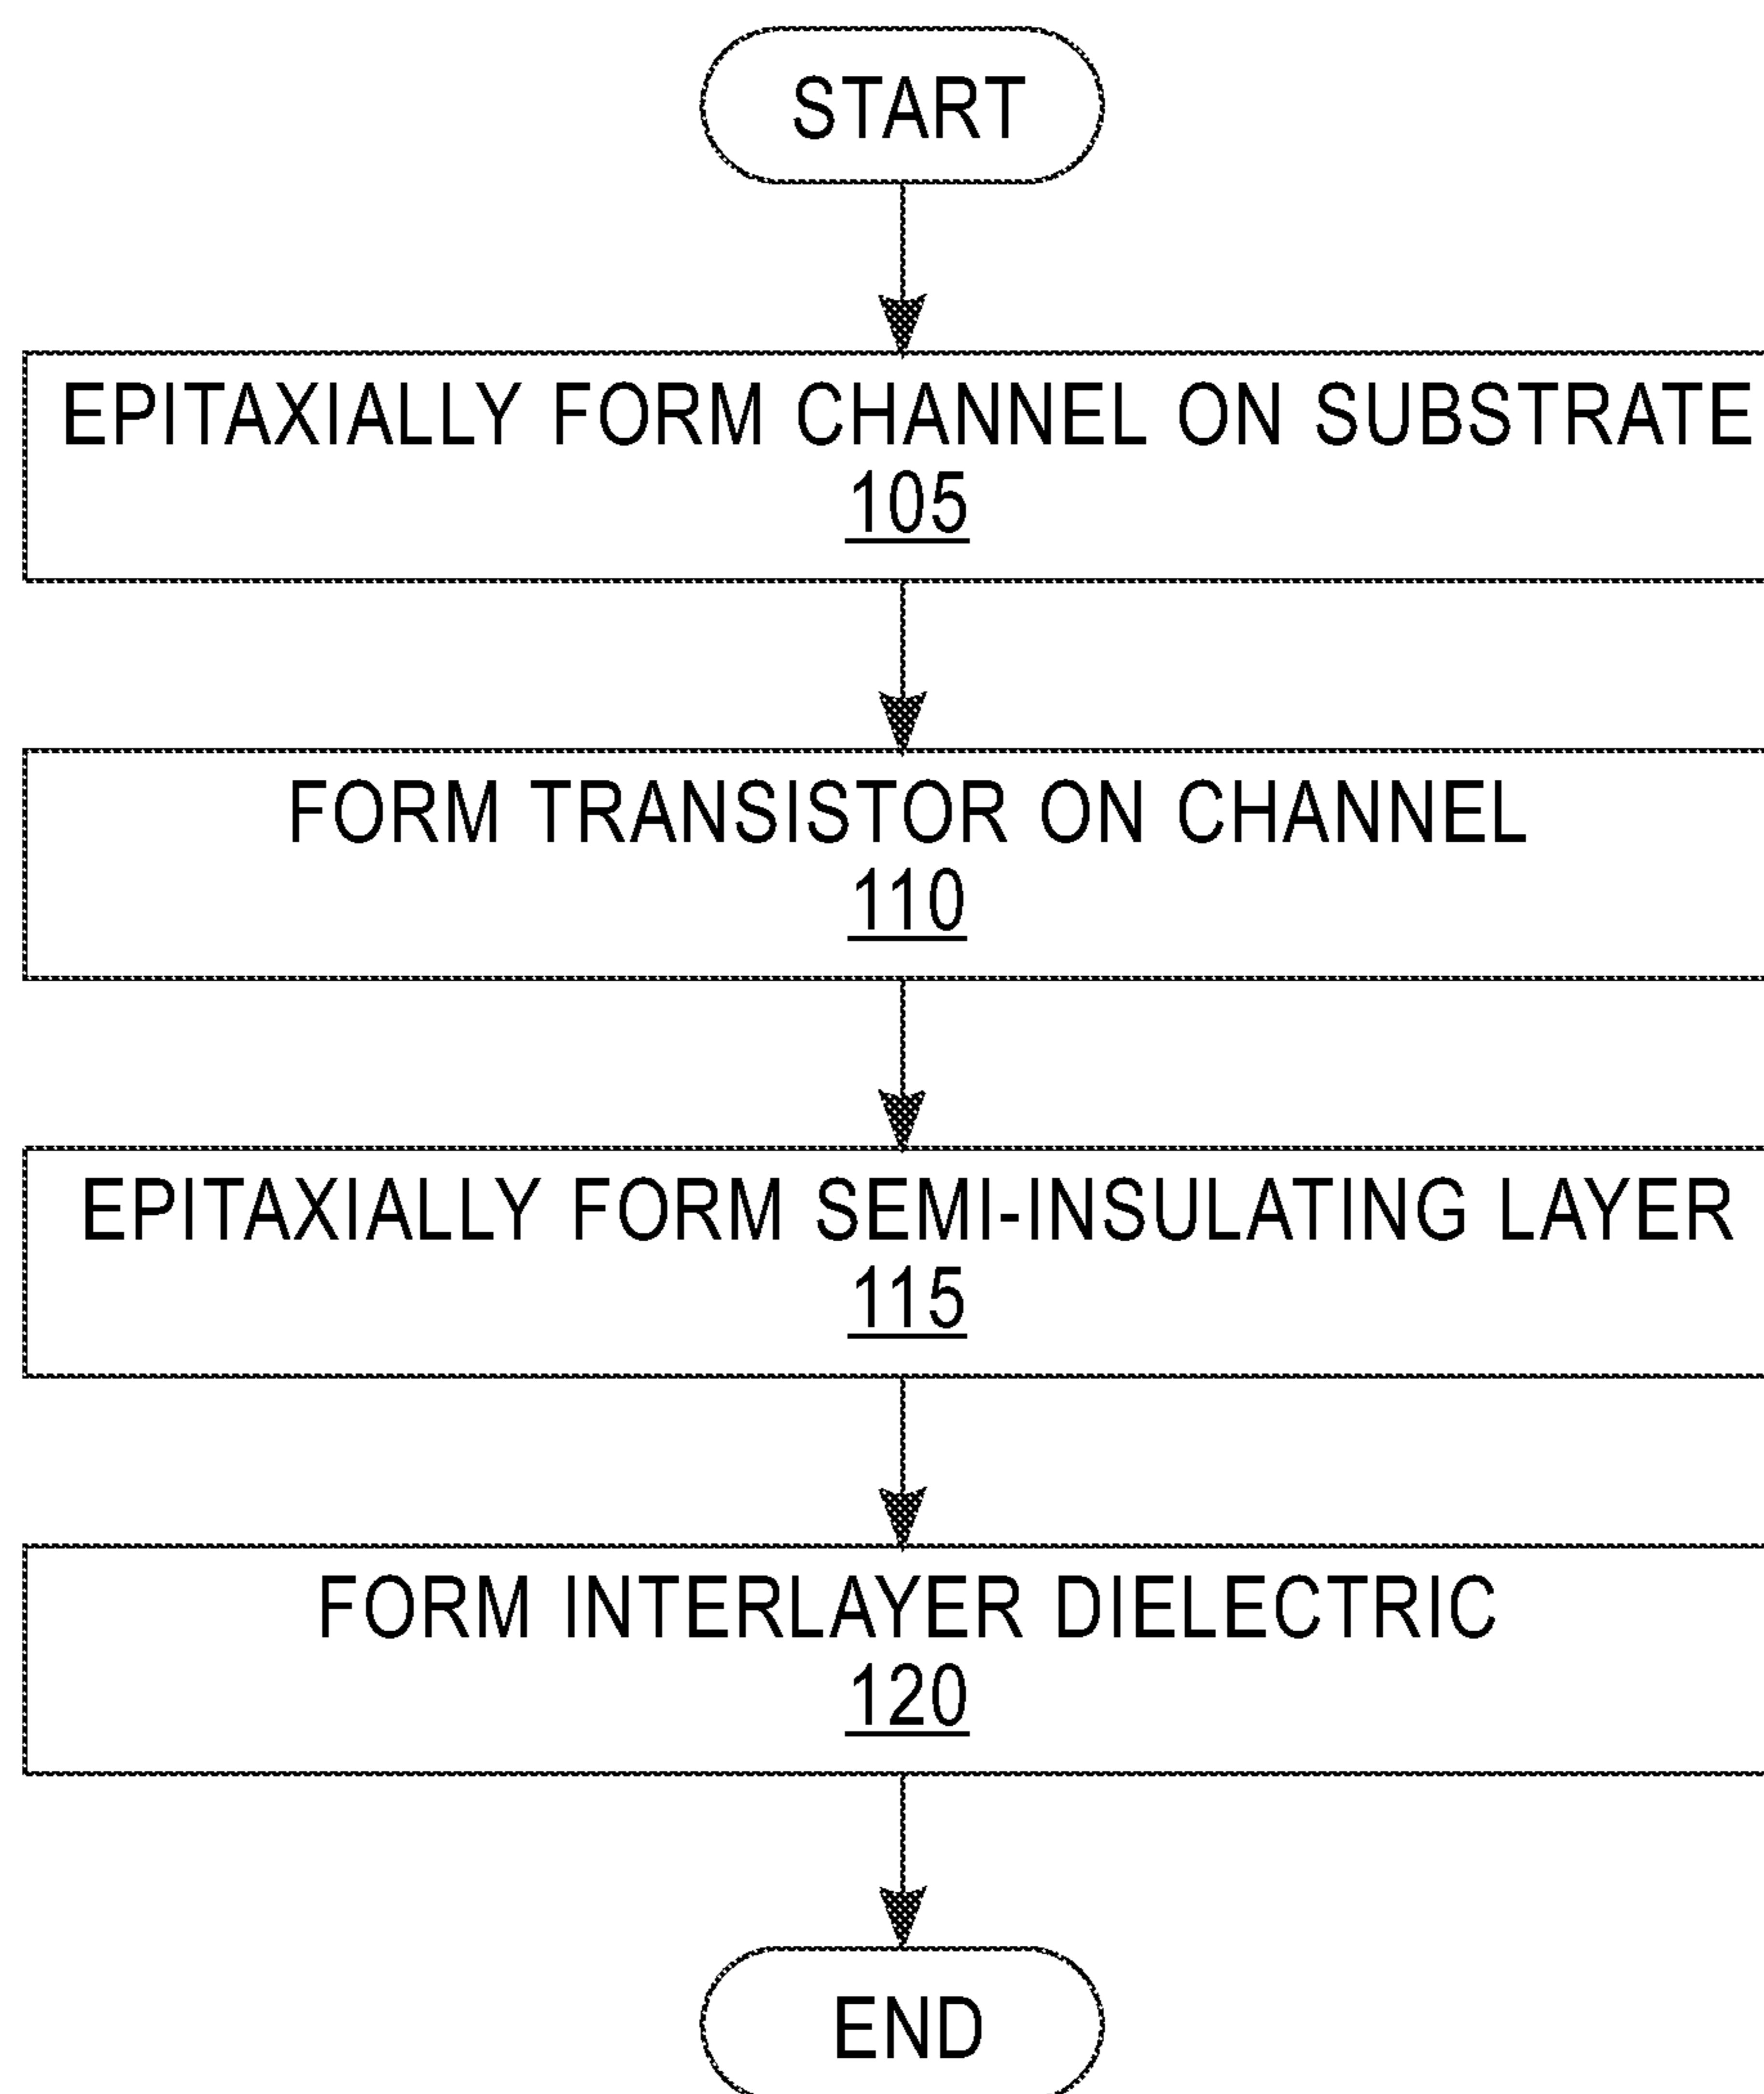 START
EPITAXIALLY FORM CHANNEL ON SUBSTRATE
105
FORM TRANSISTOR ON CHANNEL
110
EPITAXIALLY FORM SEMI-INSULATING LAYER
115
FORM INTERLAYER DIELECTRIC
120
END